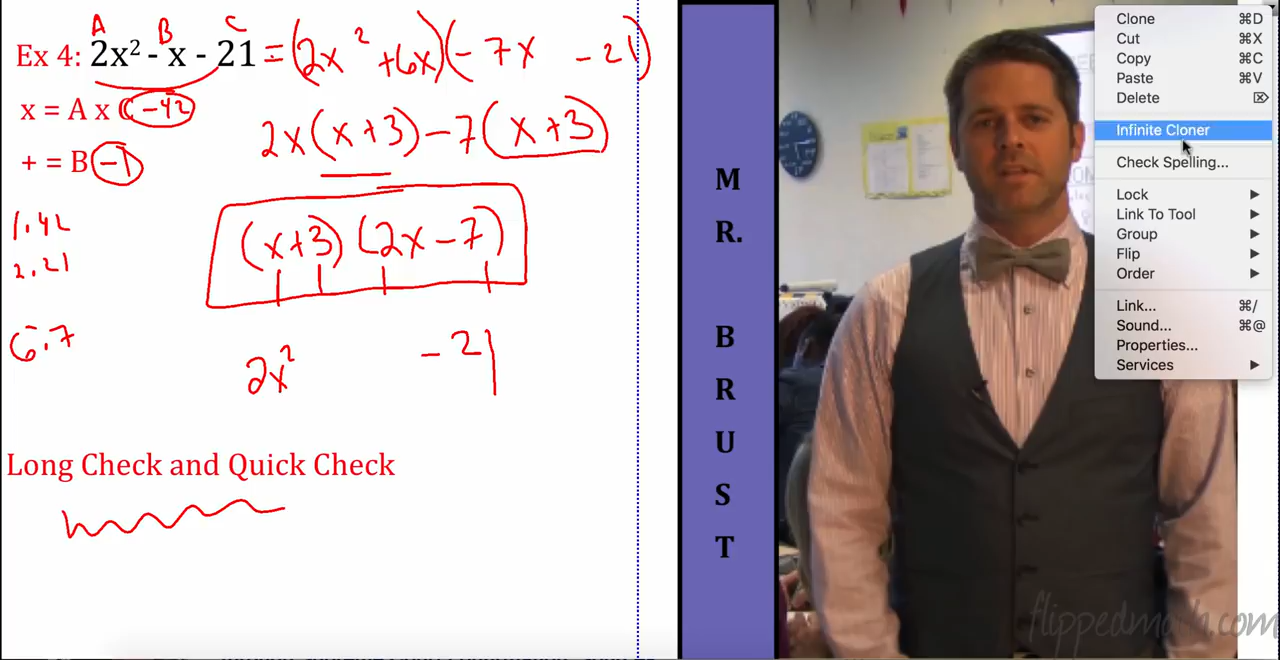 A B C
Ex 4: 2x² - x - 21 = (2x² + 6x)(- 7x - 21)
x = A x C -42
2x(x+3) - 7(x+3)
+ = B -1
1.42
2.21
(x+3)(2x-7)
6.7
2x² -21
Long Check and Quick Check
M
R.
B
R
U
S
T
Clone ⌘D
Cut ⌘X
Copy ⌘C
Paste ⌘V
Delete ⌦
Infinite Cloner
Check Spelling...
Lock ▶
Link To Tool ▶
Group ▶
Flip ▶
Order ▶
Link... ⌘/
Sound... ⌘@
Properties...
Services ▶
flippedmath.com